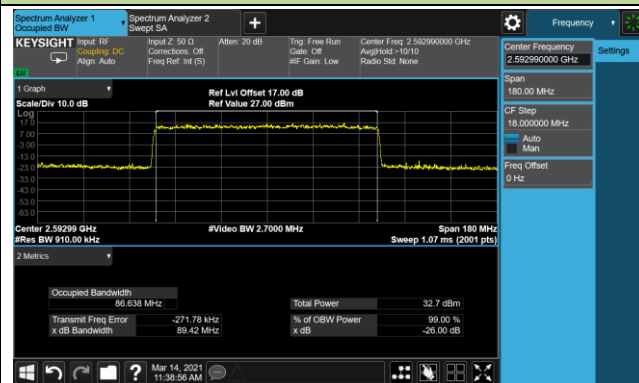 Spectrum Analyzer 1
Occupied BW
Spectrum Analyzer 2
Swept SA
+
Frequency
KEYSIGHT
Input: RF
Coupling: DC
Align: Auto
Input Z: 50 Ω
Corrections: Off
Freq Ref: Int (S)
Atten: 20 dB
Trig: Free Run
Gate: Off
#IF Gain: Low
Center Freq: 2.592990000 GHz
Avg|Hold:>10/10
Radio Std: None
LXI
Center Frequency
2.592990000 GHz
Settings
Span
180.00 MHz
CF Step
18.000000 MHz
Auto
Man
Freq Offset
0 Hz
1 Graph
Scale/Div 10.0 dB
Ref Lvl Offset 17.00 dB
Ref Value 27.00 dBm
Log
17.0
7.00
-3.00
-13.0
-23.0
-33.0
-43.0
-53.0
-63.0
Center 2.59299 GHz
#Res BW 910.00 kHz
#Video BW 2.7000 MHz
Span 180 MHz
Sweep 1.07 ms (2001 pts)
2 Metrics
Occupied Bandwidth
86.638 MHz
Total Power
32.7 dBm
Transmit Freq Error
-271.78 kHz
% of OBW Power
99.00 %
x dB Bandwidth
89.42 MHz
x dB
-26.00 dB
?
Mar 14, 2021
11:38:56 AM